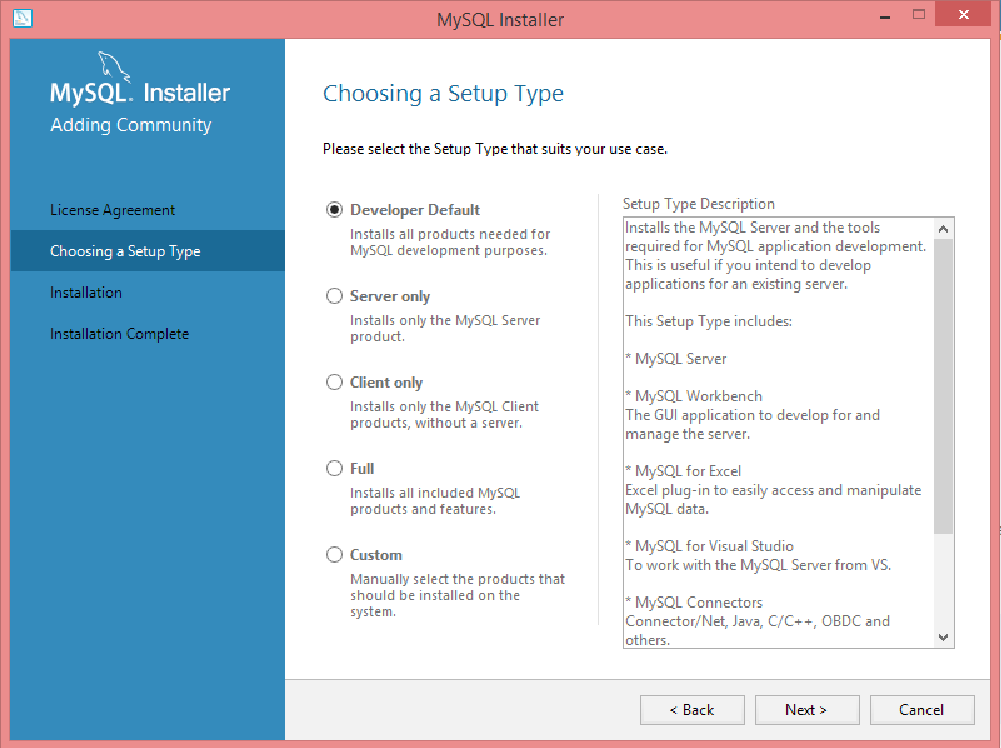 MySQL Installer
MySQL. Installer
Adding Community
License Agreement
Choosing a Setup Type
Installation
Installation Complete
Choosing a Setup Type
Please select the Setup Type that suits your use case.
Developer Default
Installs all products needed for
MySQL development purposes.
Server only
Installs only the MySQL Server
product.
Client only
Installs only the MySQL Client
products, without a server.
Full
Installs all included MySQL
products and features.
Custom
Manually select the products that
should be installed on the
system.
Setup Type Description
Installs the MySQL Server and the tools
required for MySQL application development.
This is useful if you intend to develop
applications for an existing server.
This Setup Type includes:
* MySQL Server
* MySQL Workbench
The GUI application to develop for and
manage the server.
* MySQL for Excel
Excel plug-in to easily access and manipulate
MySQL data.
* MySQL for Visual Studio
To work with the MySQL Server from VS.
* MySQL Connectors
Connector/Net, Java, C/C++, OBDC and
others.
< Back
Next >
Cancel